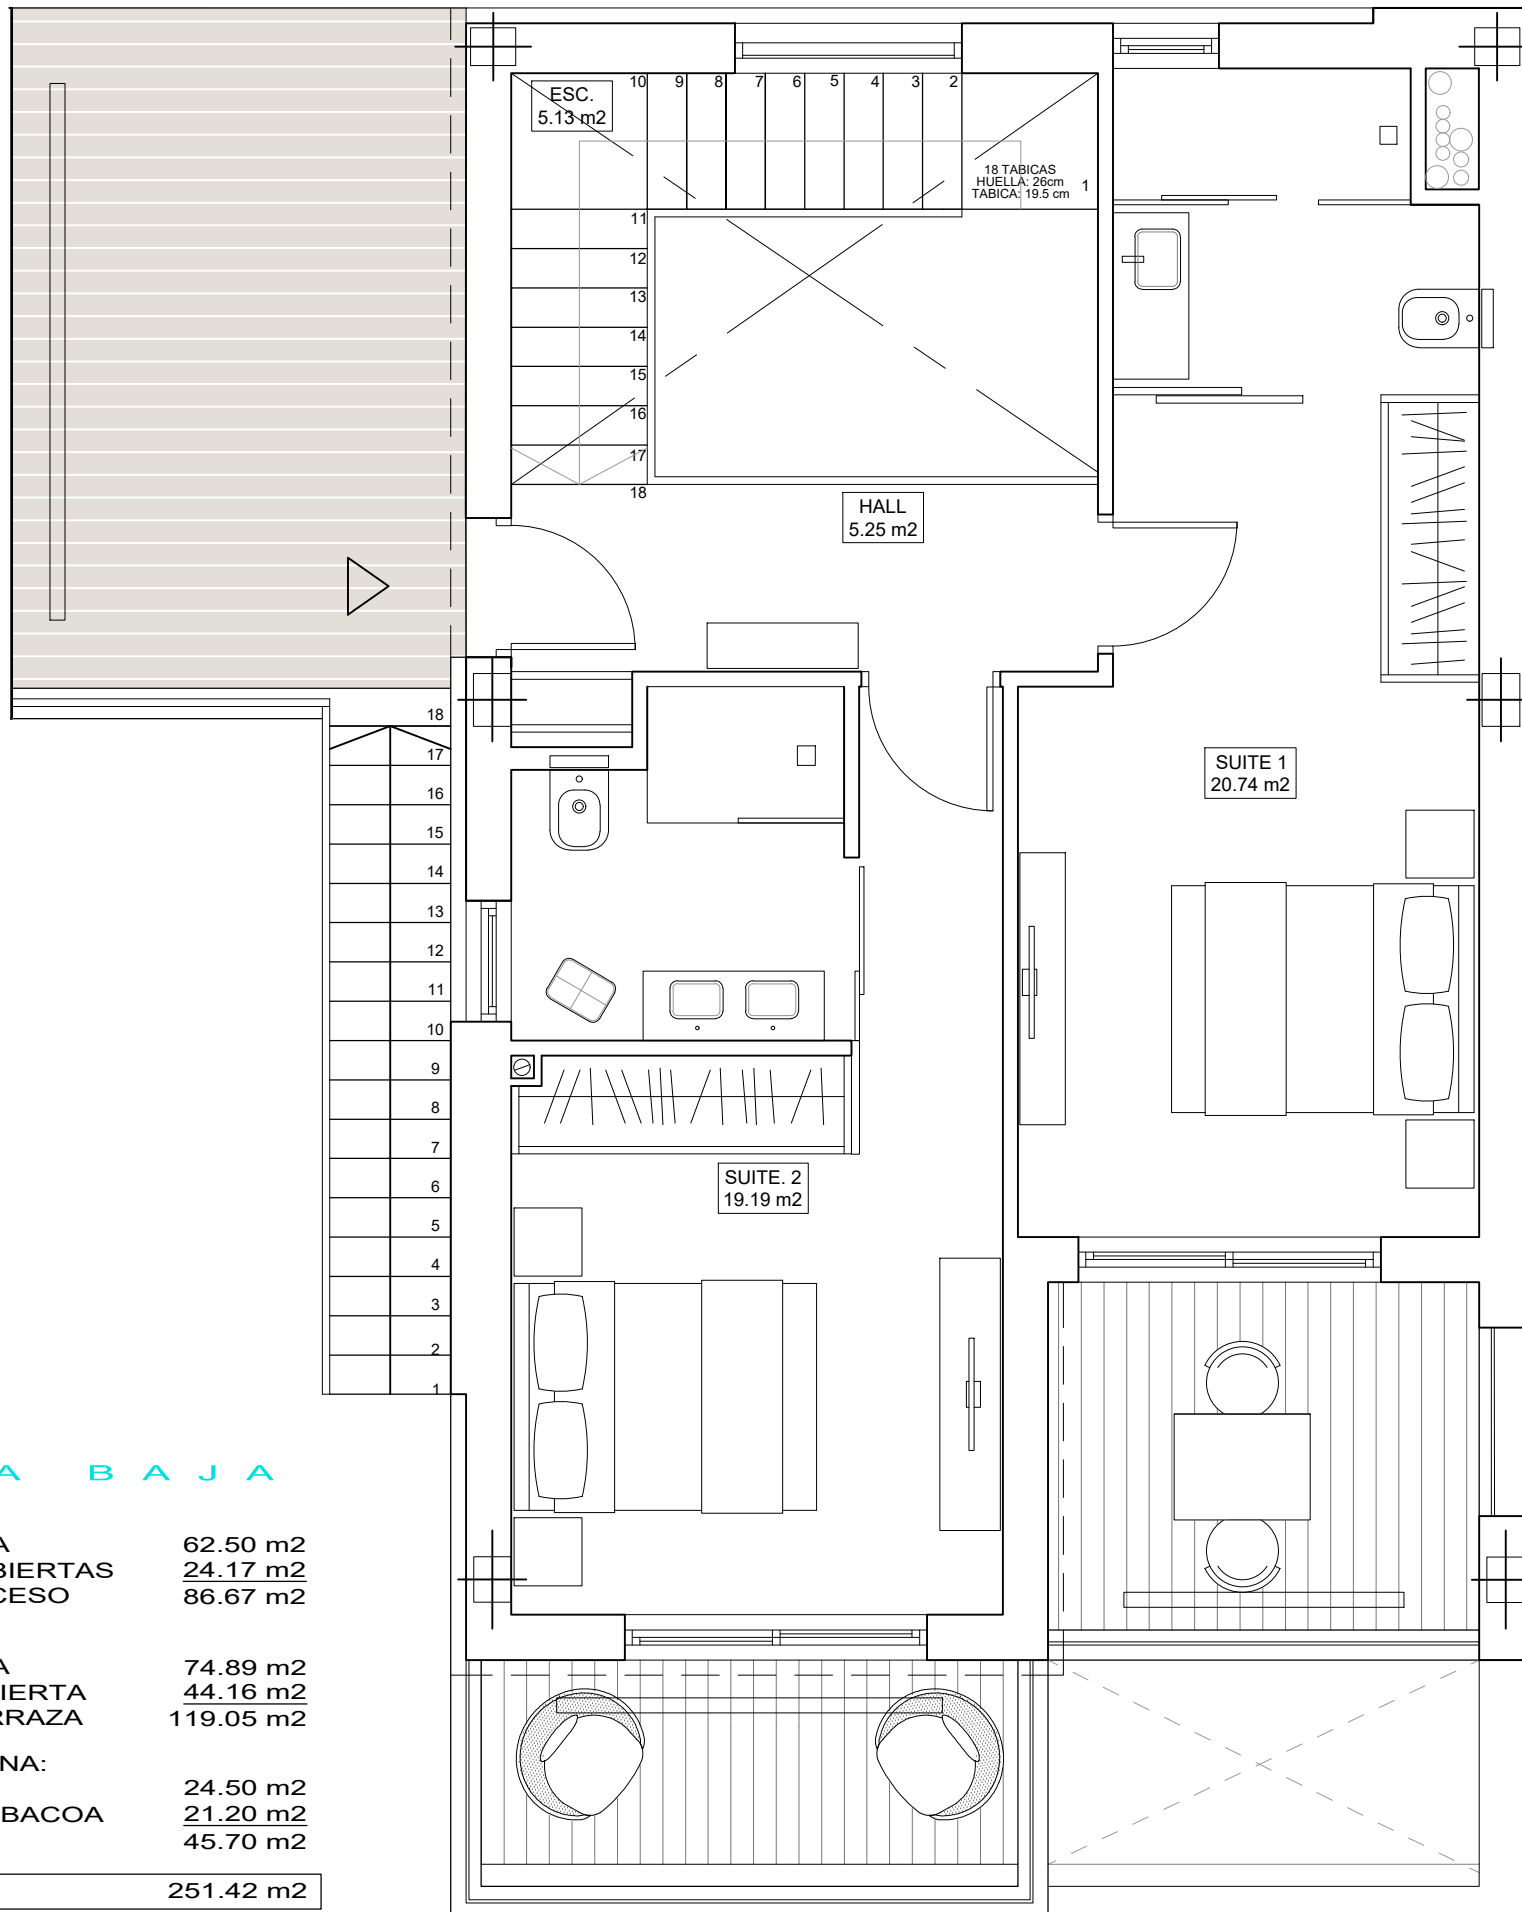 ESC.
5.13 m2
10 9 8 7 6 5 4 3 2
18 TABICAS
HUELLA: 26cm
TABICA: 19.5 cm
1
11
12
13
14
15
16
17
18
HALL
5.25 m2
18
17
16
15
14
13
12
11
10
9
8
7
6
5
4
3
2
1
SUITE 1
20.74 m2
SUITE. 2
19.19 m2
A BAJA
A 62.50 m2
BIERTAS 24.17 m2
CESO 86.67 m2
A 74.89 m2
IERTA 44.16 m2
RRAZA 119.05 m2
NA:
24.50 m2
BACOA 21.20 m2
45.70 m2
251.42 m2